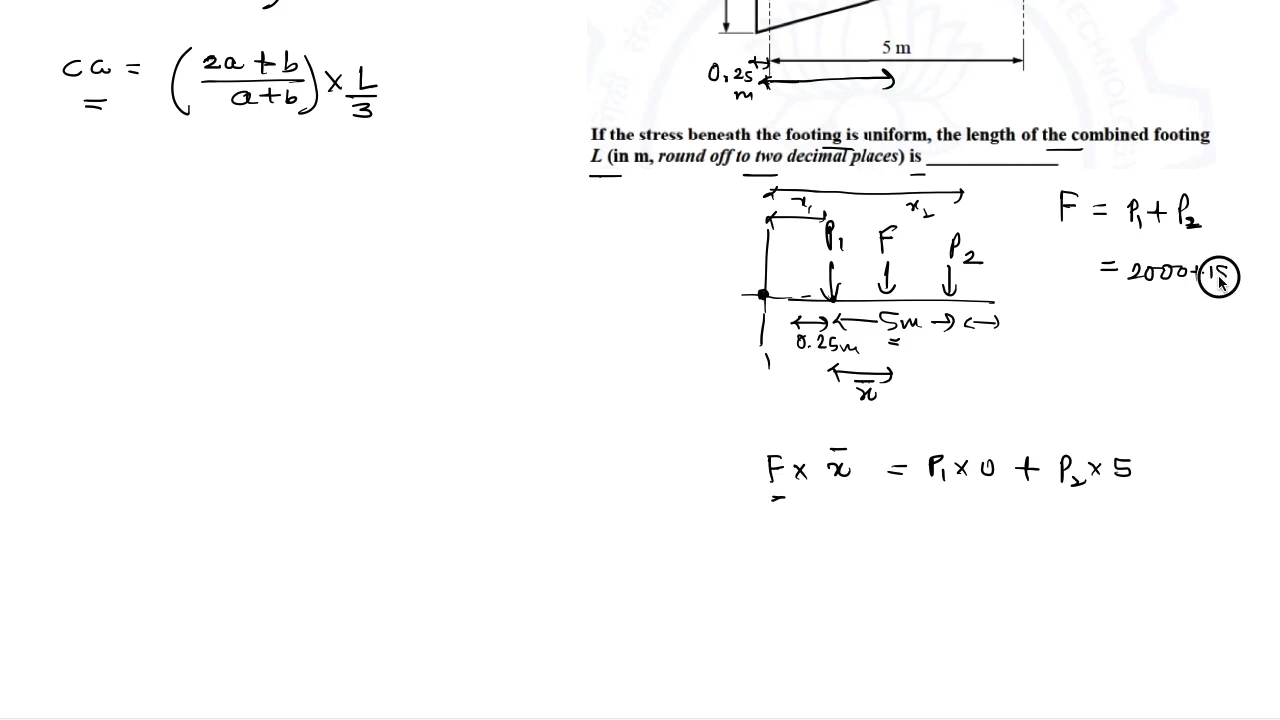 CG = (2a+b / a+b) × L/3
=
5 m
0.25
m
If the stress beneath the footing is uniform, the length of the combined footing
L (in m, round off to two decimal places) is ____________
x₁ x₂
P₁ F P₂
F = P₁ + P₂
= 2000+15
5m
0.25m =
x̄
F × x̄ = P₁ × 0 + P₂ × 5